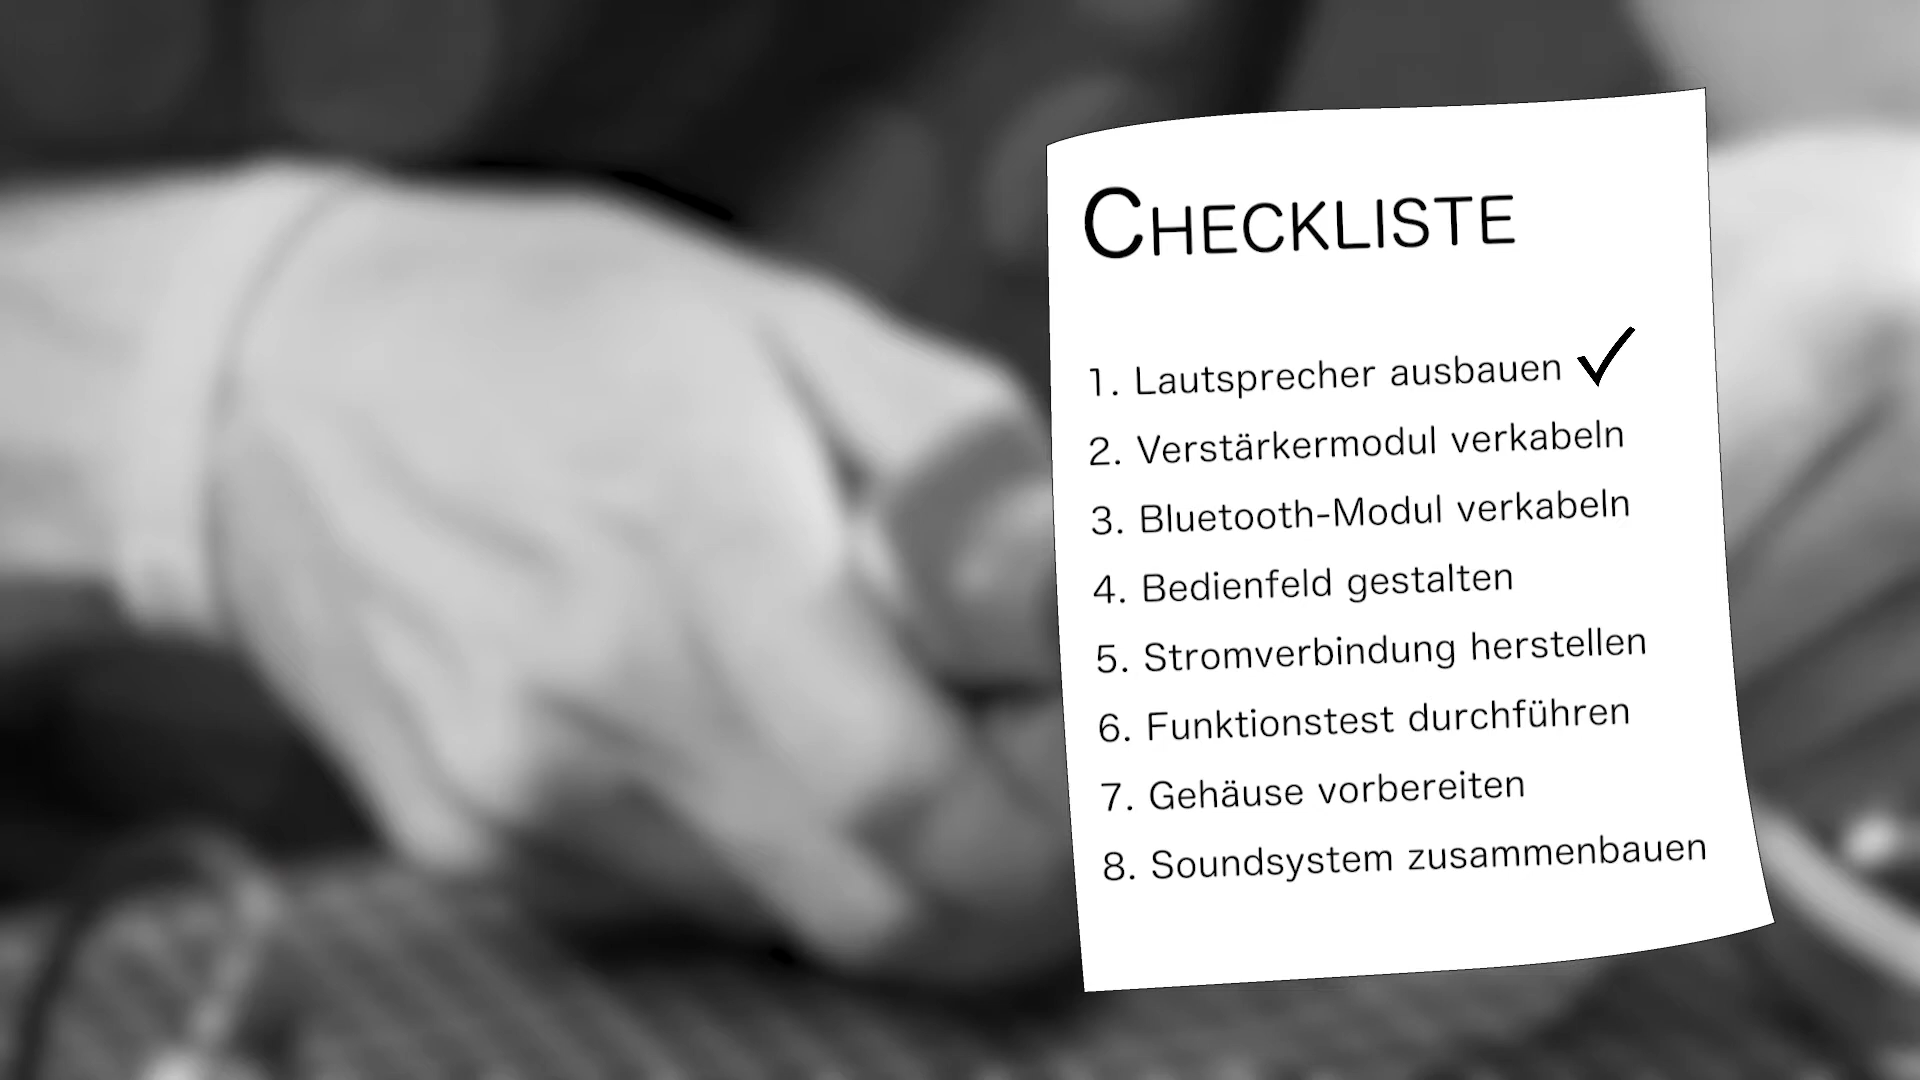 CHECKLISTE
1. Lautsprecher ausbauen ✓
2. Verstärkermodul verkabeln
3. Bluetooth-Modul verkabeln
4. Bedienfeld gestalten
5. Stromverbindung herstellen
6. Funktionstest durchführen
7. Gehäuse vorbereiten
8. Soundsystem zusammenbauen